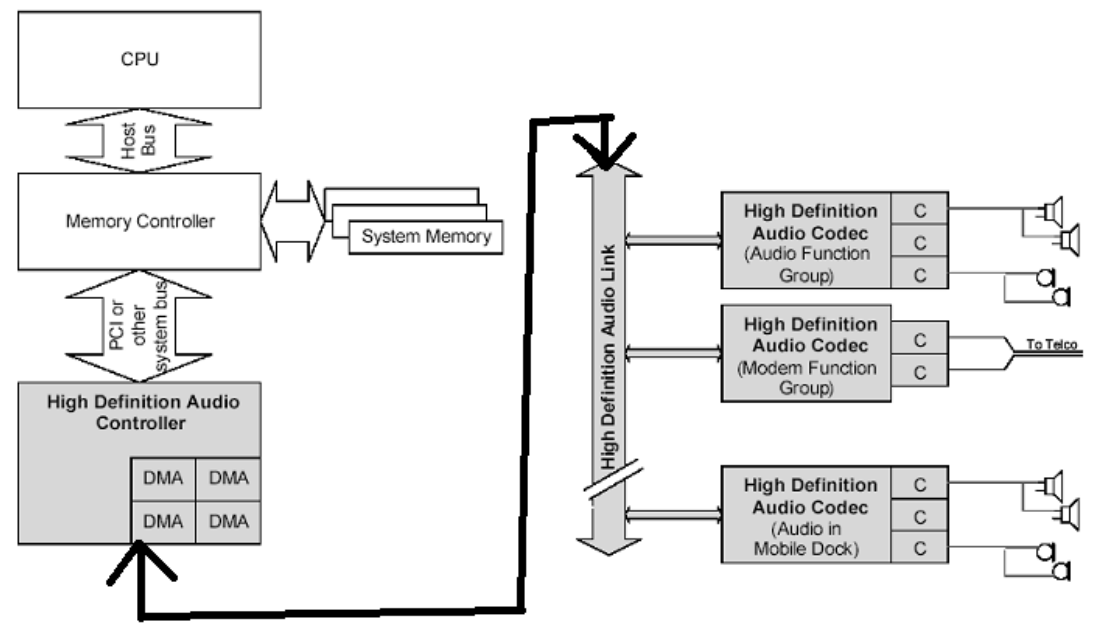 CPU
Host
Bus
Memory Controller
System Memory
PCI or
other
system bus
High Definition Audio
Controller
DMA
DMA
DMA
DMA
High Definition Audio Link
High Definition
Audio Codec
(Audio Function
Group)
C
C
C
High Definition
Audio Codec
(Modem Function
Group)
C
C
To Telco
High Definition
Audio Codec
(Audio in
Mobile Dock)
C
C
C